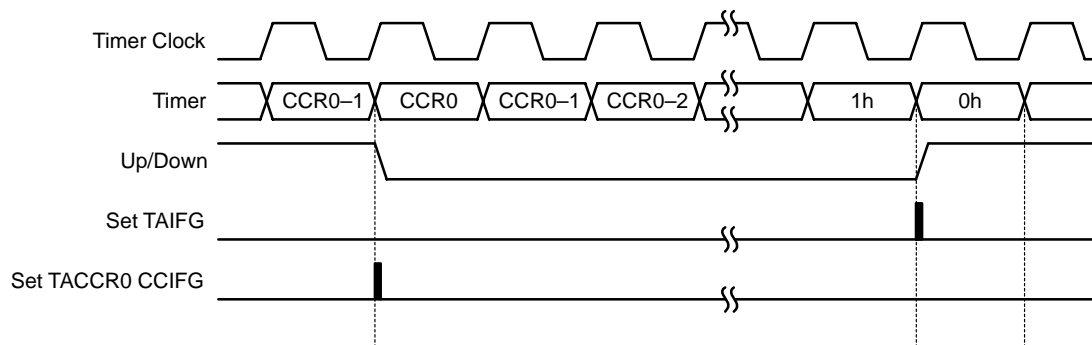 Timer Clock
Timer CCR0–1 CCR0 CCR0–1 CCR0–2 1h 0h
Up/Down
Set TAIFG
Set TACCR0 CCIFG